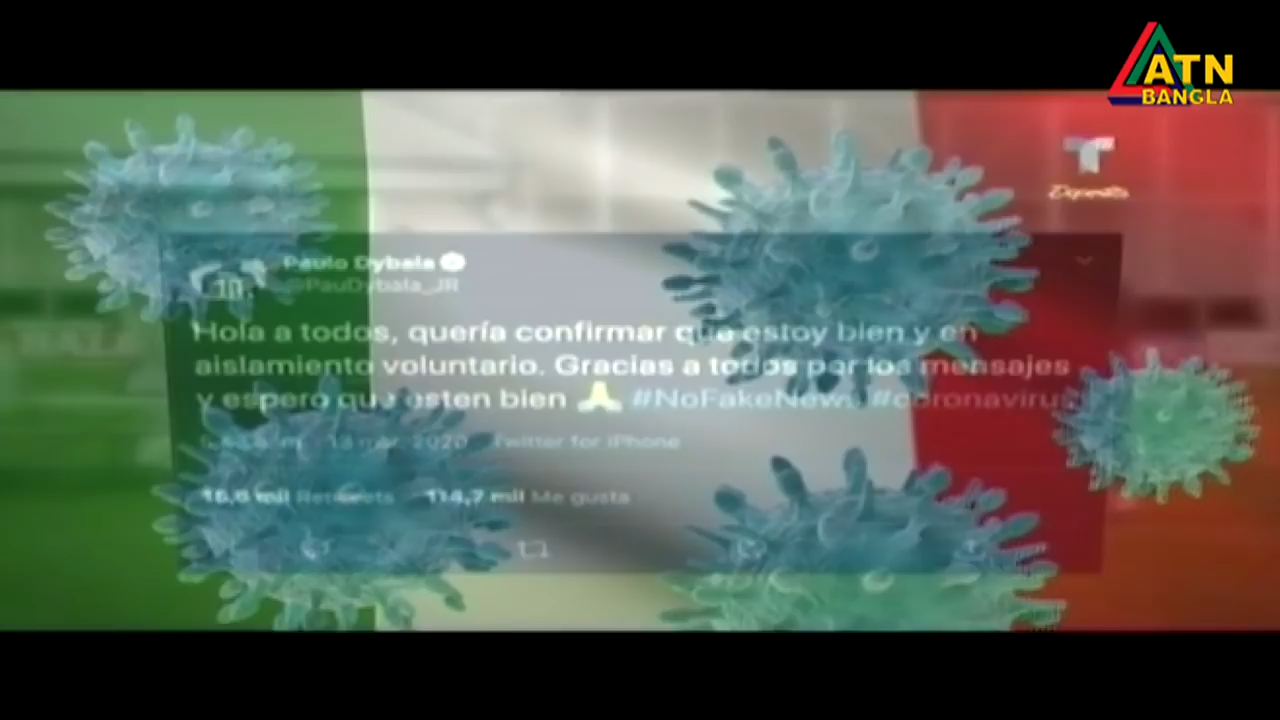 ATN
BANGLA
Deportes
Paulo Dybala
@PauDybala_JR
Hola a todos, quería confirmar que estoy bien y en
aislamiento voluntario. Gracias a todos por los mensajes
y espero que esten bien 🙏 #NoFakeNews #coronavirus
13 mar. 2020 Twitter for iPhone
Retweets 114,7 mil Me gusta